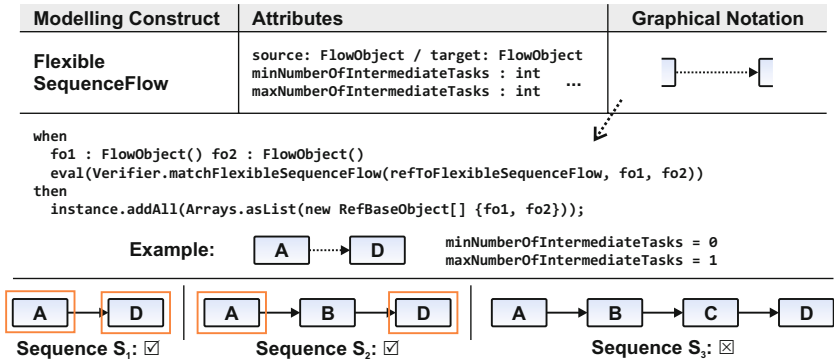 Modelling Construct Attributes Graphical Notation
Flexible
SequenceFlow
source: FlowObject / target: FlowObject
minNumberOfIntermediateTasks : int
maxNumberOfIntermediateTasks : int ...
when
fo1 : FlowObject() fo2 : FlowObject()
eval(Verifier.matchFlexibleSequenceFlow(refToFlexibleSequenceFlow, fo1, fo2))
then
instance.addAll(Arrays.asList(new RefBaseObject[] {fo1, fo2}));
Example: A D
minNumberOfIntermediateTasks = 0
maxNumberOfIntermediateTasks = 1
A D A B D A B C D
Sequence S₁: ☑ Sequence S₂: ☑ Sequence S₃: ☒